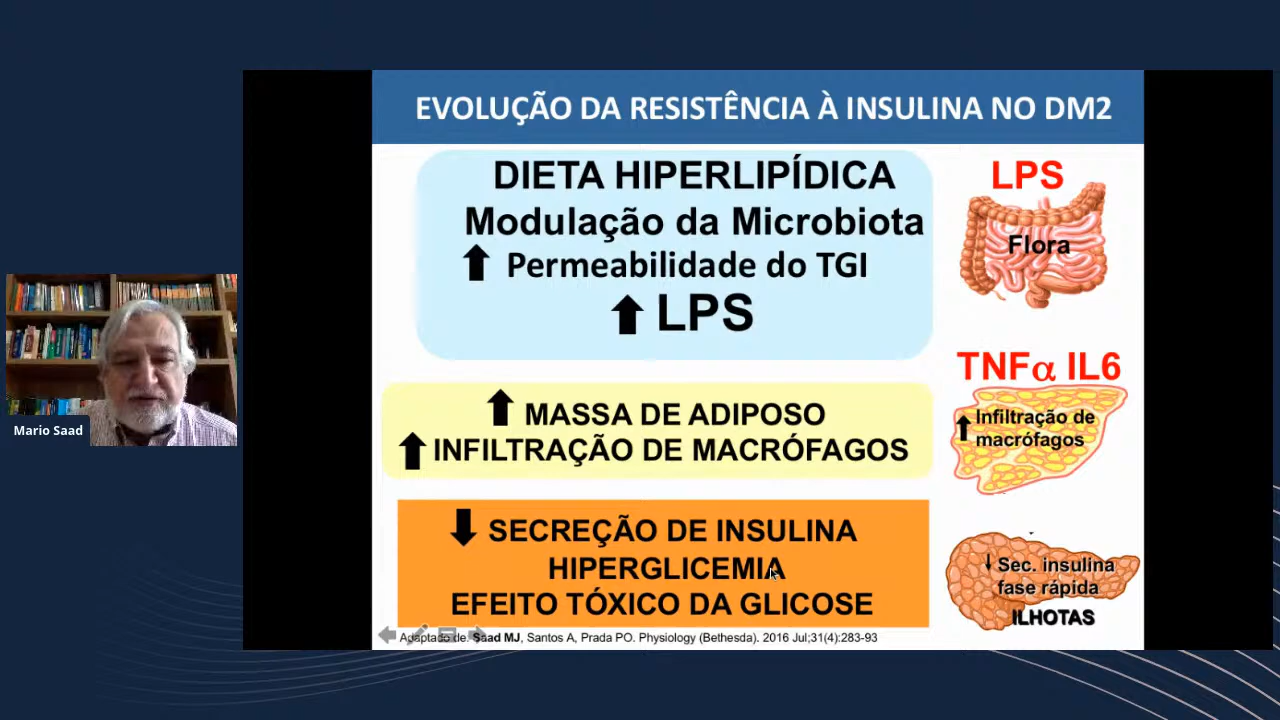 EVOLUÇÃO DA RESISTÊNCIA À INSULINA NO DM2
DIETA HIPERLIPÍDICA
Modulação da Microbiota
Permeabilidade do TGI
LPS
LPS
Flora
MASSA DE ADIPOSO
INFILTRAÇÃO DE MACRÓFAGOS
TNFα IL6
Infiltração de
macrófagos
SECREÇÃO DE INSULINA
HIPERGLICEMIA
EFEITO TÓXICO DA GLICOSE
Sec. insulina
fase rápida
ILHOTAS
Adaptado de. Saad MJ, Santos A, Prada PO. Physiology (Bethesda). 2016 Jul;31(4):283-93
Mario Saad